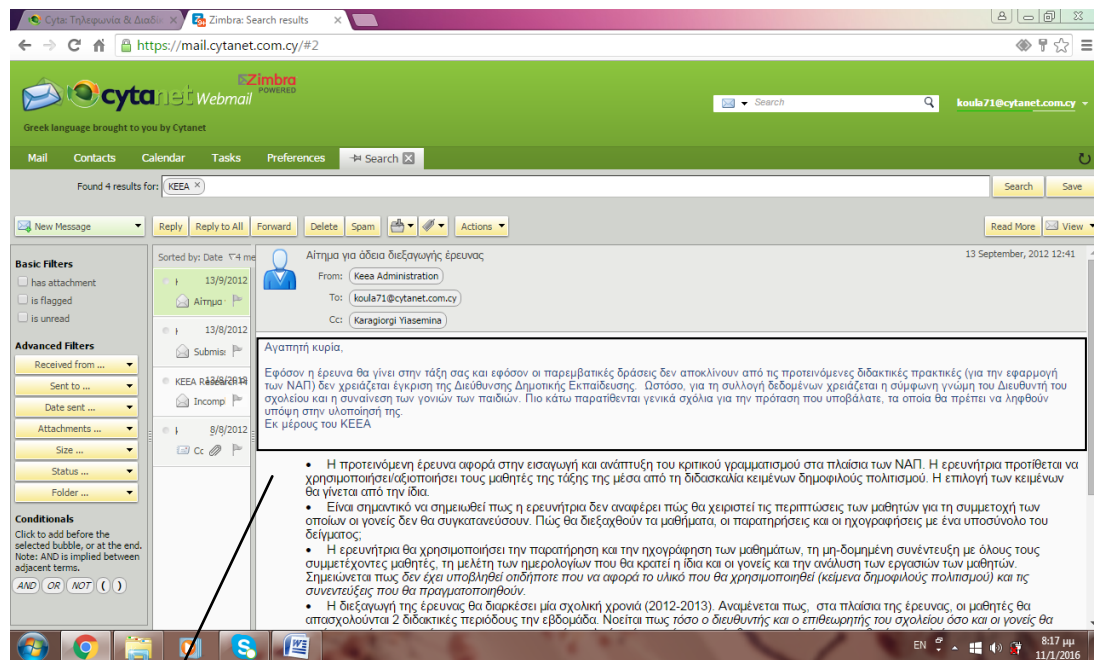 Cyta: Τηλεφωνία & Διαδίκ
Zimbra: Search results
https://mail.cytanet.com.cy/#2
cytanet Webmail
Zimbra
POWERED
Search
koula71@cytanet.com.cy
Greek language brought to you by Cytanet
Mail Contacts Calendar Tasks Preferences Search
Found 4 results for: KEEA
Search Save
New Message Reply Reply to All Forward Delete Spam Actions Read More View
Basic Filters
has attachment
is flagged
is unread
Advanced Filters
Received from ...
Sent to ...
Date sent ...
Attachments ...
Size ...
Status ...
Folder ...
Conditionals
Click to add before the
selected bubble, or at the end.
Note: AND is implied between
adjacent terms.
AND OR NOT ( )
Sorted by: Date 4 me
13/9/2012
Αίτημα
13/8/2012
Submiss
KEEA Research
Incomp
8/8/2012
Cc
Αίτημα για άδεια διεξαγωγής έρευνας
13 September, 2012 12:41
From: Keea Administration
To: koula71@cytanet.com.cy
Cc: Karagiorgi Yiasemina
Αγαπητή κυρία,
Εφόσον η έρευνα θα γίνει στην τάξη σας και εφόσον οι παρεμβατικές δράσεις δεν αποκλίνουν από τις προτεινόμενες διδακτικές πρακτικές (για την εφαρμογή
των ΝΑΠ) δεν χρειάζεται έγκριση της Διεύθυνσης Δημοτικής Εκπαίδευσης. Ωστόσο, για τη συλλογή δεδομένων χρειάζεται η σύμφωνη γνώμη του Διευθυντή του
σχολείου και η συναίνεση των γονιών των παιδιών. Πιο κάτω παρατίθενται γενικά σχόλια για την πρόταση που υποβάλατε, τα οποία θα πρέπει να ληφθούν
υπόψη στην υλοποίησή της.
Εκ μέρους του ΚΕΕΑ
• Η προτεινόμενη έρευνα αφορά στην εισαγωγή και ανάπτυξη του κριτικού γραμματισμού στα πλαίσια των ΝΑΠ. Η ερευνήτρια προτίθεται να
χρησιμοποιήσει/αξιοποιήσει τους μαθητές της τάξης της μέσα από τη διδασκαλία κειμένων δημοφιλούς πολιτισμού. Η επιλογή των κειμένων
θα γίνεται από την ίδια.
• Είνα σημαντικό να σημειωθεί πως η ερευνήτρια δεν αναφέρει πώς θα χειριστεί τις περιπτώσεις των μαθητών για τη συμμετοχή των
οποίων οι γονείς δεν θα συγκατανεύσουν. Πώς θα διεξαχθούν τα μαθήματα, οι παρατηρήσεις και οι ηχογραφήσεις με ένα υποσύνολο του
δείγματος;
• Η ερευνήτρια θα χρησιμοποιήσει την παρατήρηση και την ηχογράφηση των μαθημάτων, τη μη-δομημένη συνέντευξη με όλους τους
συμμετέχοντες μαθητές, τη μελέτη των ημερολογίων που θα κρατεί η ίδια και οι γονείς και την ανάλυση των εργασιών των μαθητών.
Σημειώνεται πως δεν έχει υποβληθεί οτιδήποτε που να αφορά το υλικό που θα χρησιμοποιηθεί (κείμενα δημοφιλούς πολιτισμού) και τις
συνεντεύξεις που θα πραγματοποιηθούν.
• Η διεξαγωγή της έρευνας θα διαρκέσει μία σχολική χρονιά (2012-2013). Αναμένεται πως, στα πλαίσια της έρευνας, οι μαθητές θα
απασχολούνται 2 διδακτικές περιόδους την εβδομάδα. Νοείται πως τόσο ο διευθυντής και ο επιθεωρητής του σχολείου όσο και οι γονείς θα
EN
8:17 μμ
11/1/2016